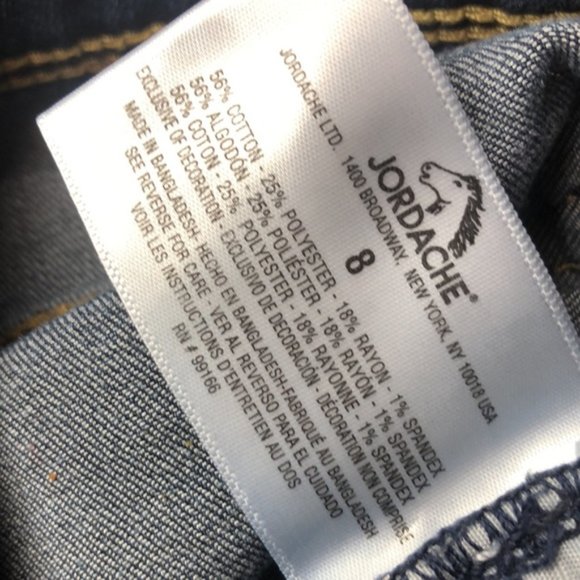 JORDACHE®
JORDACHE LTD. 1400 BROADWAY, NEW YORK, NY 10018 USA
8
56% COTTON - 25% POLYESTER - 18% RAYON - 1% SPANDEX
56% ALGODÓN - 25% POLIESTER - 18% RAYÓN - 1% SPANDEX
56% COTON - 25% POLYESTER - 18% RAYONNE - 1% SPANDEX
EXCLUSIVE OF DECORATION / EXCLUSIVO DE DECORACIÓN / DÉCORATION NON COMPRISE
MADE IN BANGLADESH - HECHO EN BANGLADESH-FABRIQUÉ AU BANGLADESH
SEE REVERSE FOR CARE - VER AL REVERSO PARA EL CUIDADO
VOIR LES INSTRUCTIONS D'ENTRETIEN AU DOS
RN # 99166